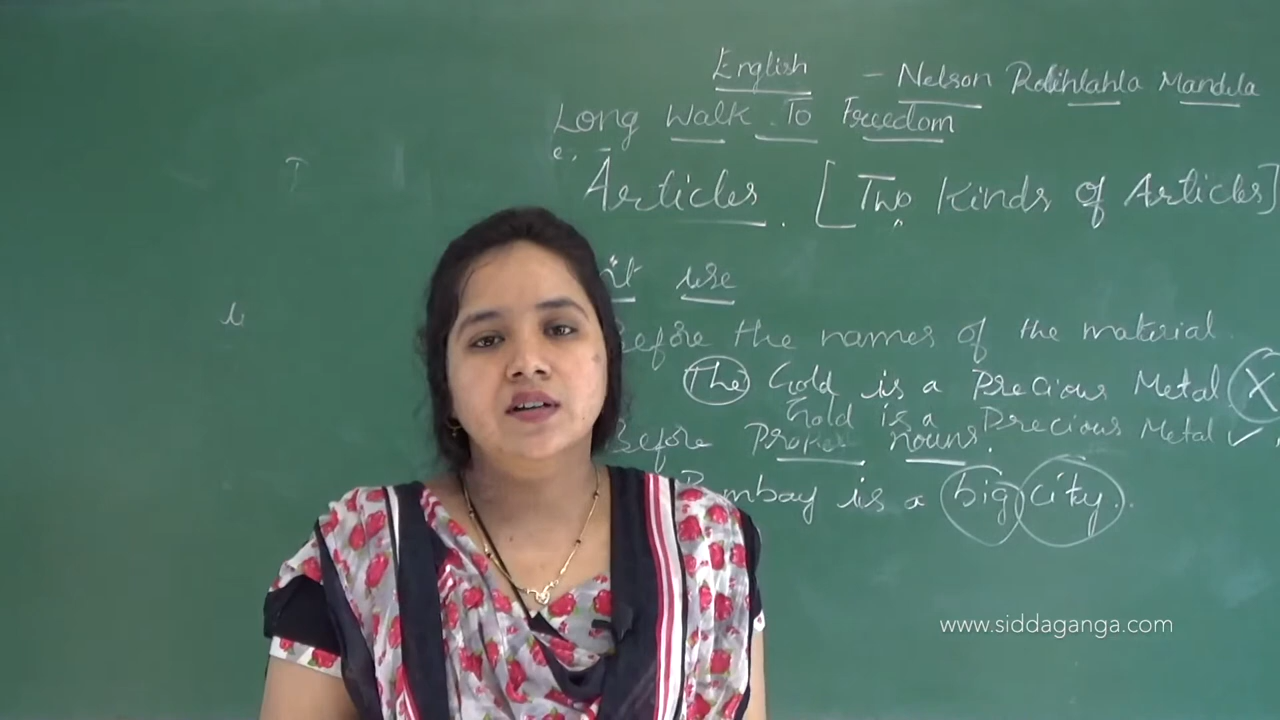 English - Nelson Rolihlahla Mandela
Long Walk To Freedom
Articles. [Two Kinds of Articles]
it use
Before the names of the material
The Gold is a Precious Metal X
Gold is a Precious Metal ✓
Before Proper nouns.
Bombay is a big city.
www.siddaganga.com